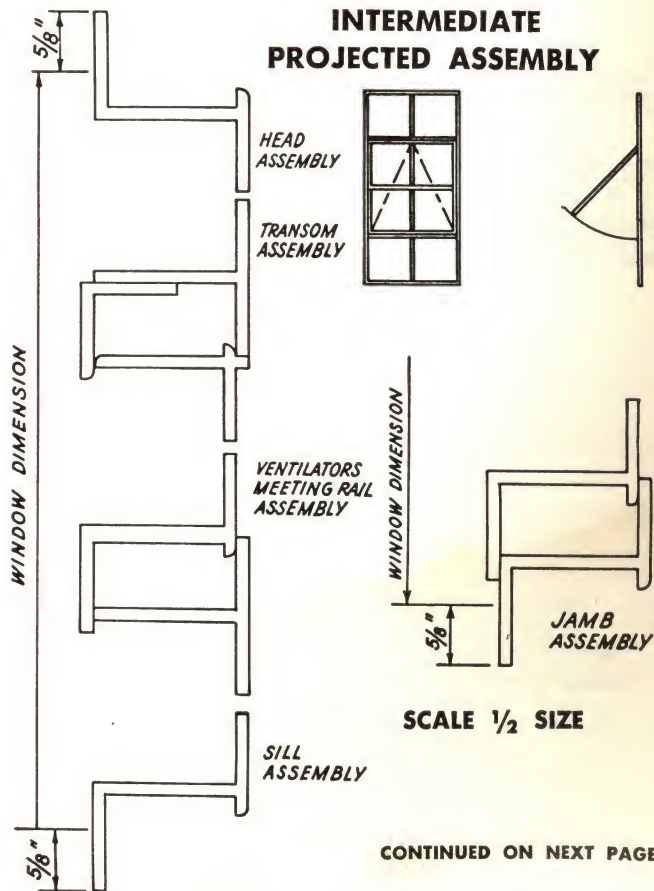 INTERMEDIATE
PROJECTED ASSEMBLY
5/8"
HEAD
ASSEMBLY
TRANSOM
ASSEMBLY
WINDOW DIMENSION
VENTILATORS
MEETING RAIL
ASSEMBLY
WINDOW DIMENSION
5/8"
JAMB
ASSEMBLY
SCALE 1/2 SIZE
SILL
ASSEMBLY
5/8"
CONTINUED ON NEXT PAGE